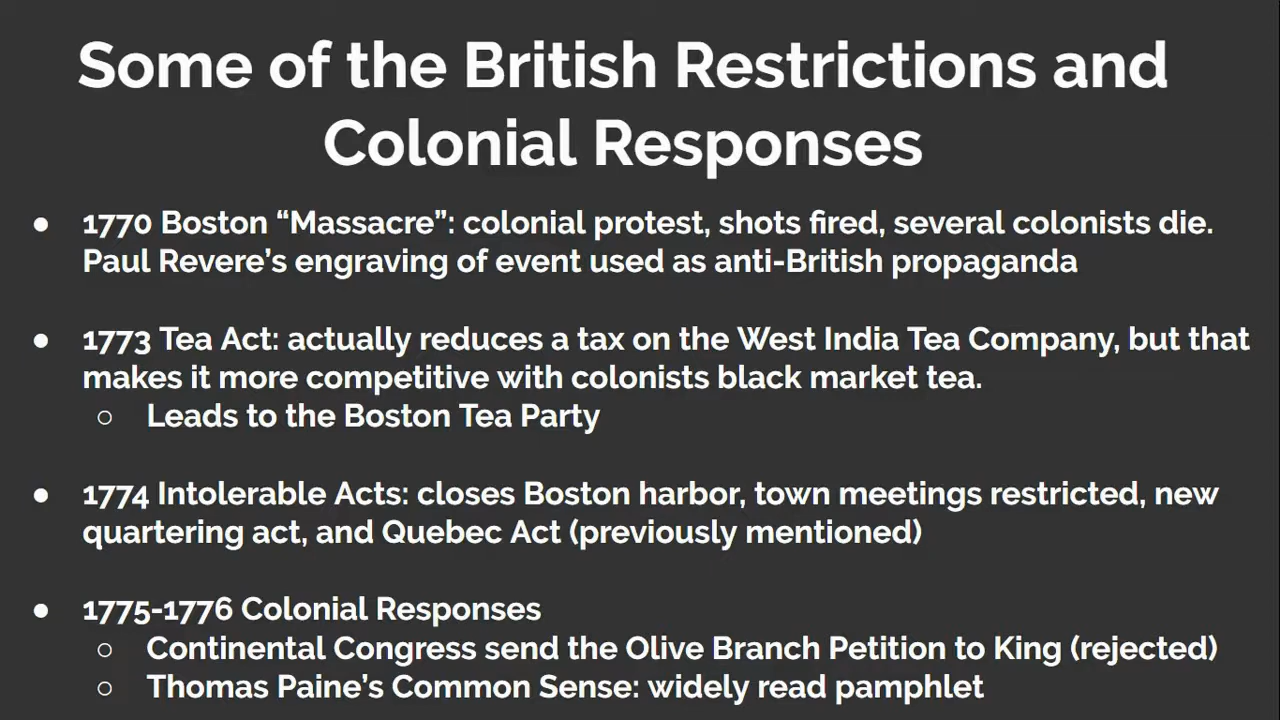 Some of the British Restrictions and
Colonial Responses
● 1770 Boston “Massacre”: colonial protest, shots fired, several colonists die.
Paul Revere’s engraving of event used as anti-British propaganda
● 1773 Tea Act: actually reduces a tax on the West India Tea Company, but that
makes it more competitive with colonists black market tea.
○ Leads to the Boston Tea Party
● 1774 Intolerable Acts: closes Boston harbor, town meetings restricted, new
quartering act, and Quebec Act (previously mentioned)
● 1775-1776 Colonial Responses
○ Continental Congress send the Olive Branch Petition to King (rejected)
○ Thomas Paine’s Common Sense: widely read pamphlet